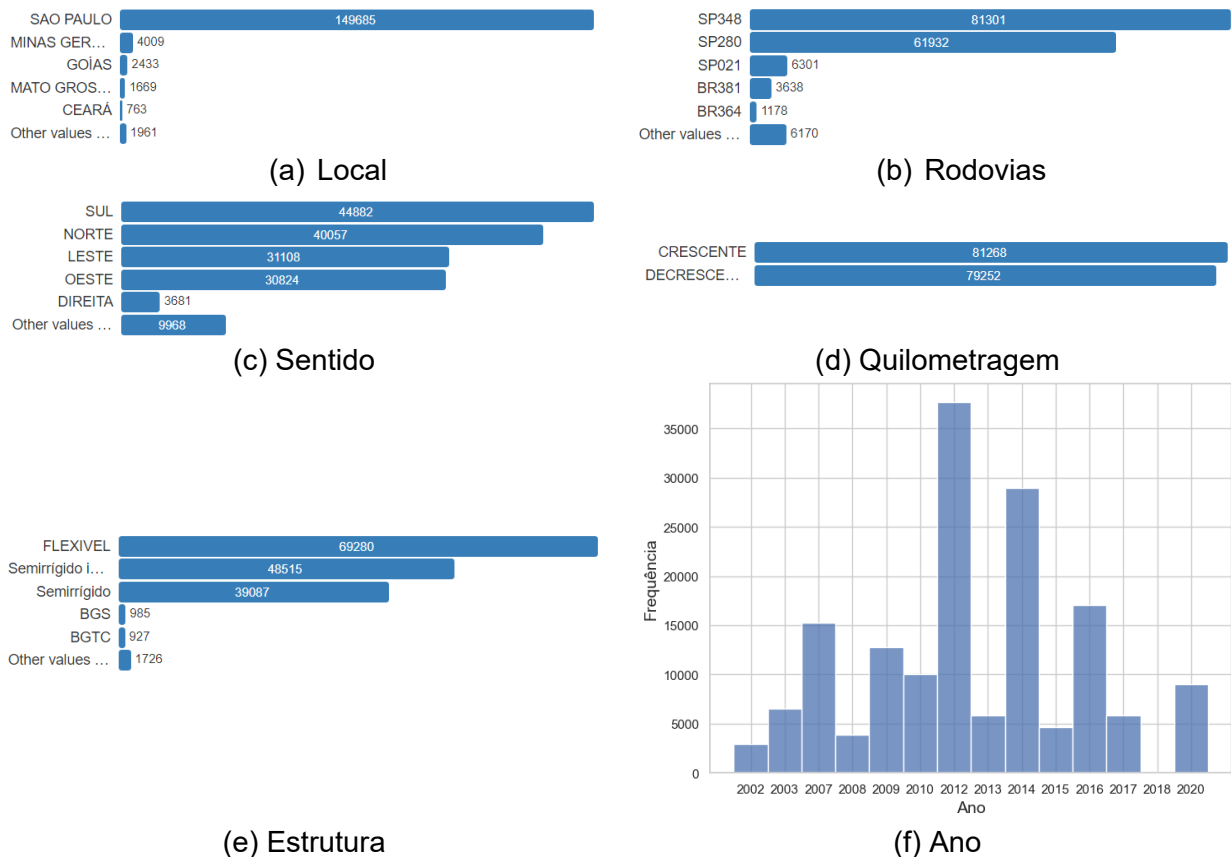 SAO PAULO 149685
MINAS GER... 4009
GOÍAS 2433
MATO GROS... 1669
CEARÁ 763
Other values ... 1961
(a) Local
SP348 81301
SP280 61932
SP021 6301
BR381 3638
BR364 1178
Other values ... 6170
(b) Rodovias
SUL 44882
NORTE 40057
LESTE 31108
OESTE 30824
DIREITA 3681
Other values ... 9968
(c) Sentido
CRESCENTE 81268
DECRESCE... 79252
(d) Quilometragem
FLEXIVEL 69280
Semirrígido i... 48515
Semirrígido 39087
BGS 985
BGTC 927
Other values ... 1726
(e) Estrutura
Frequência
35000
30000
25000
20000
15000
10000
5000
0
2002 2003 2007 2008 2009 2010 2012 2013 2014 2015 2016 2017 2018 2020
Ano
(f) Ano